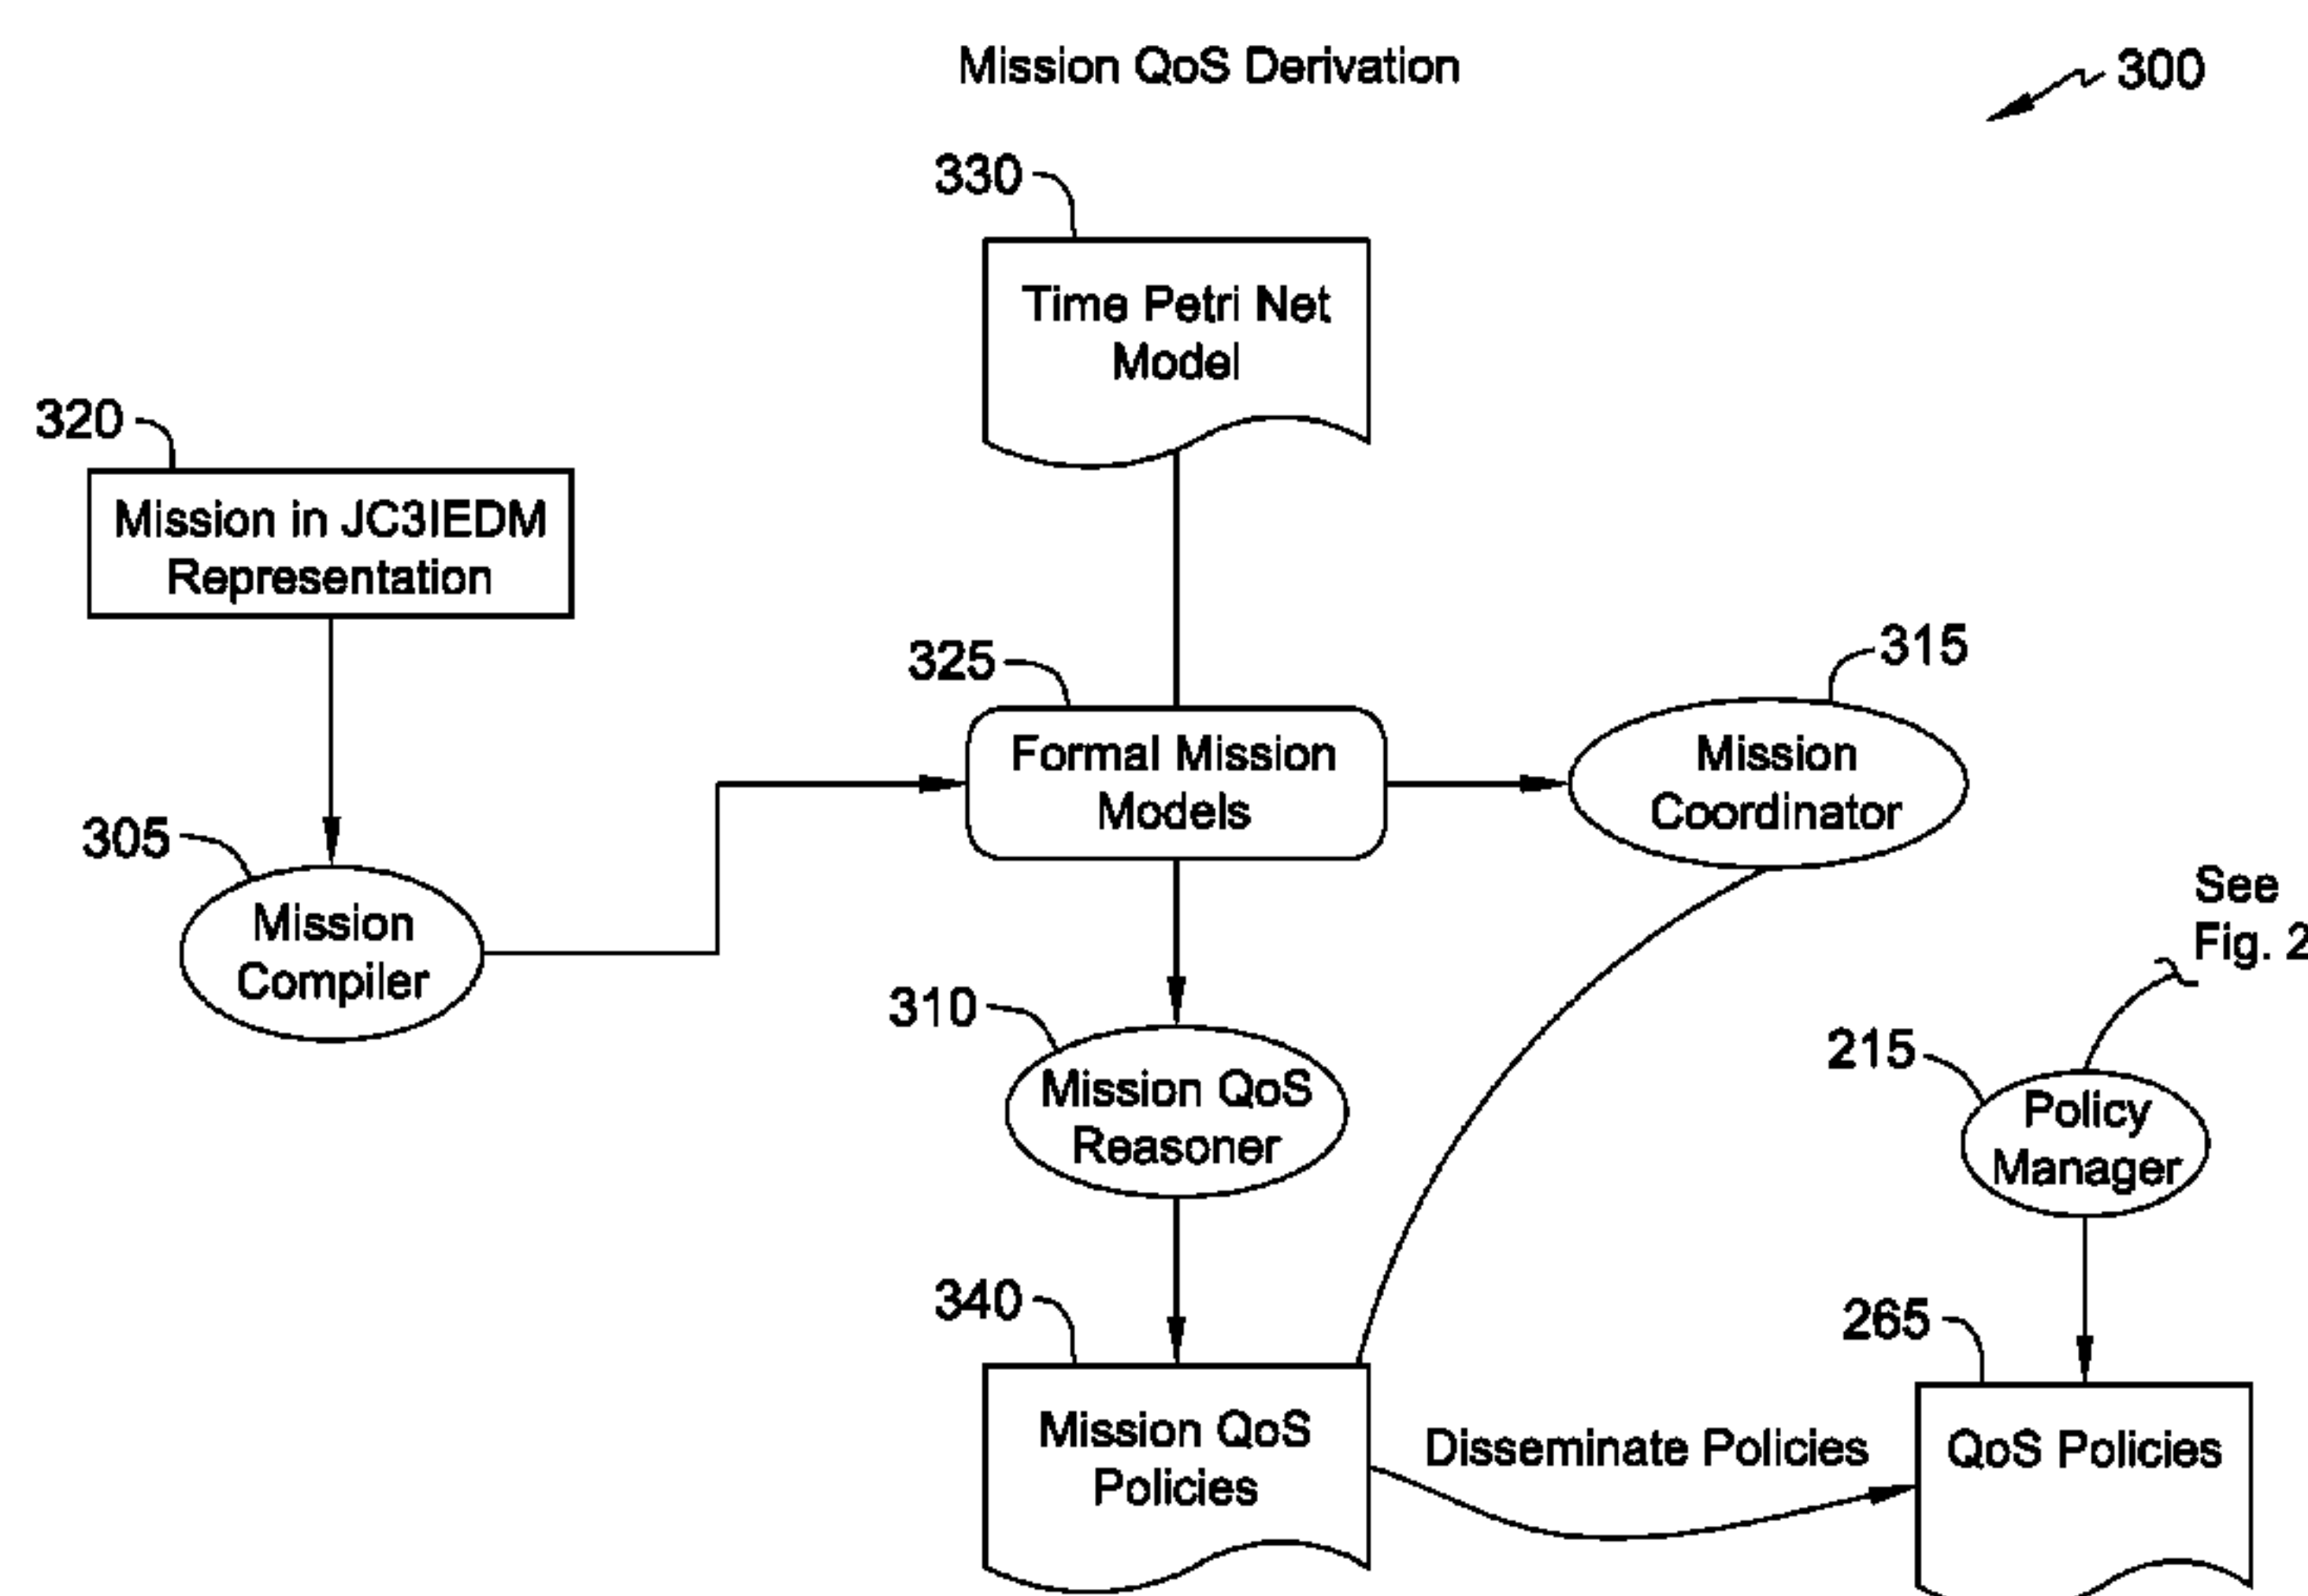 Mission QoS Derivation
300
330
Time Petri Net
Model
320
Mission in JC3IEDM
Representation
325
Formal Mission
Models
315
Mission
Coordinator
305
Mission
Compiler
See
Fig. 2
310
Mission QoS
Reasoner
215
Policy
Manager
340
Mission QoS
Policies
Disseminate Policies
265
QoS Policies